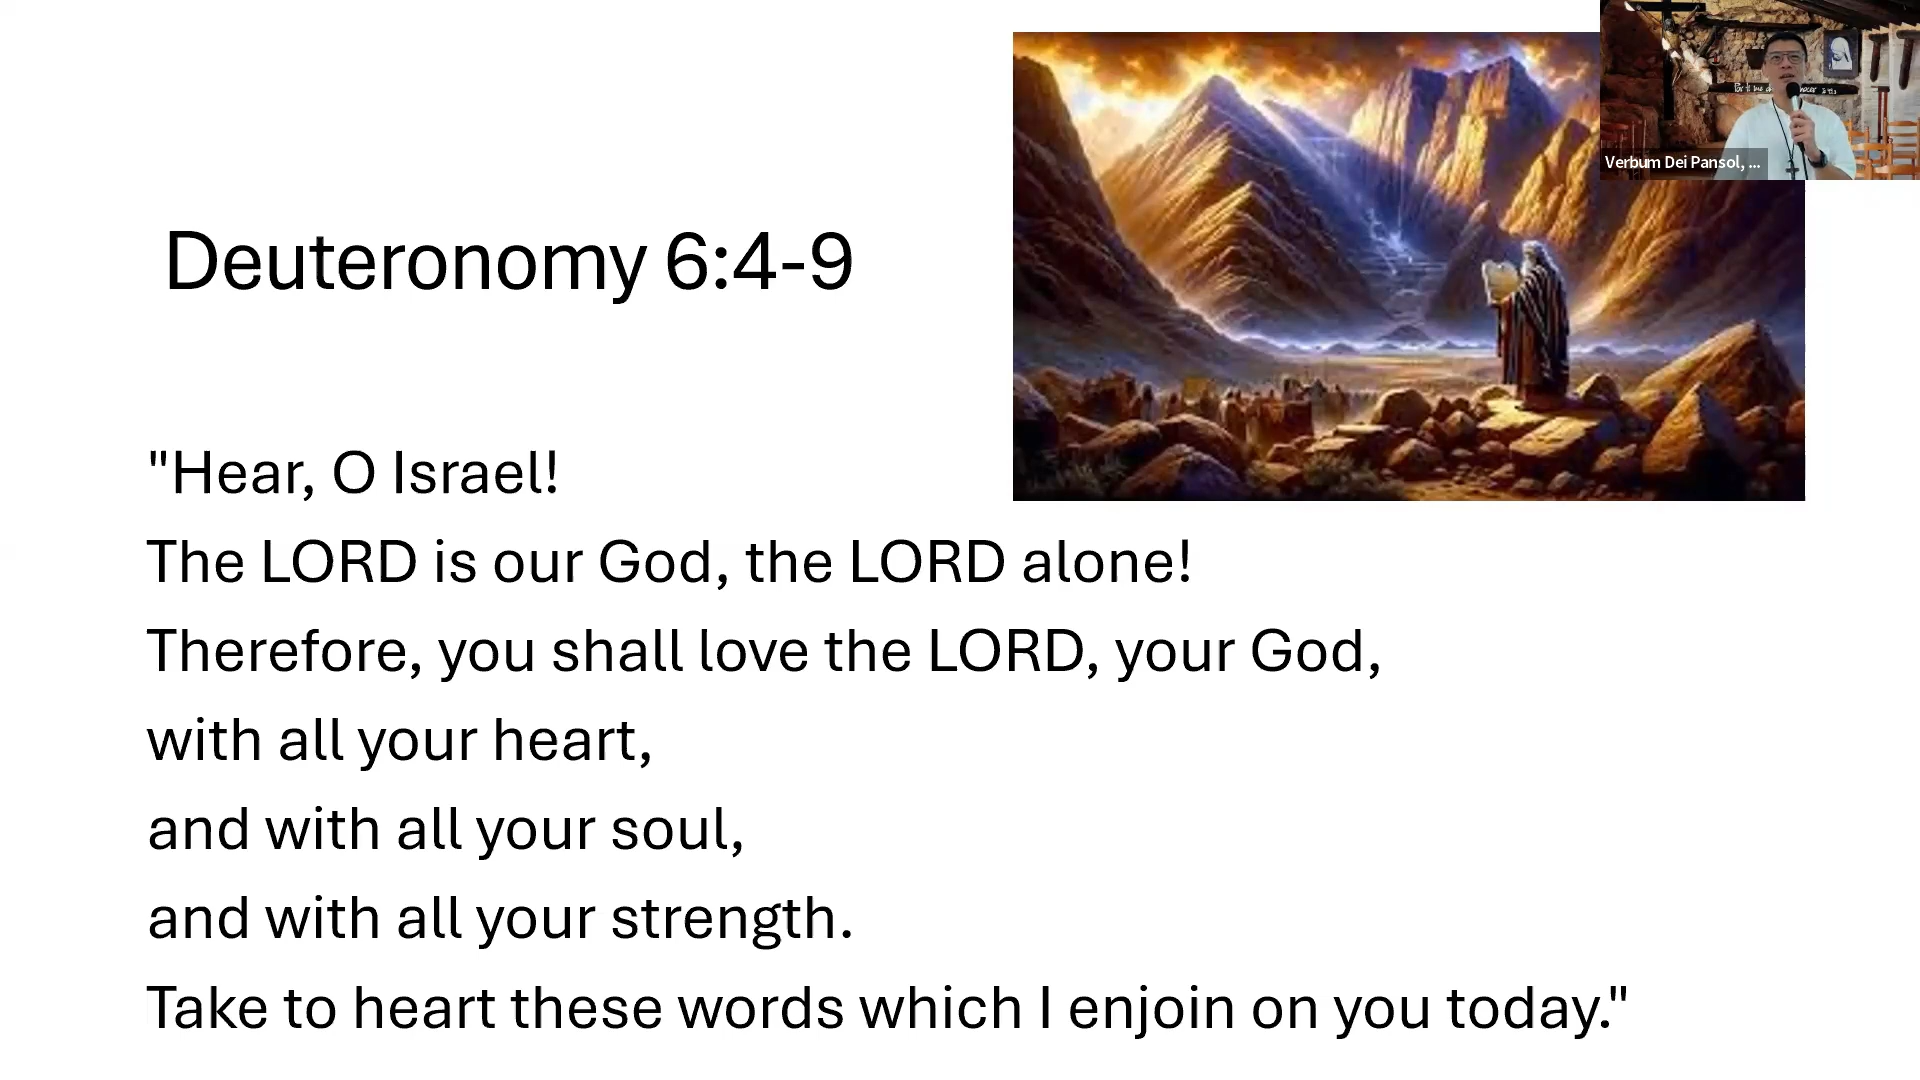 Deuteronomy 6:4-9
"Hear, O Israel!
The LORD is our God, the LORD alone!
Therefore, you shall love the LORD, your God,
with all your heart,
and with all your soul,
and with all your strength.
Take to heart these words which I enjoin on you today."
Verbum Dei Pansol, ...